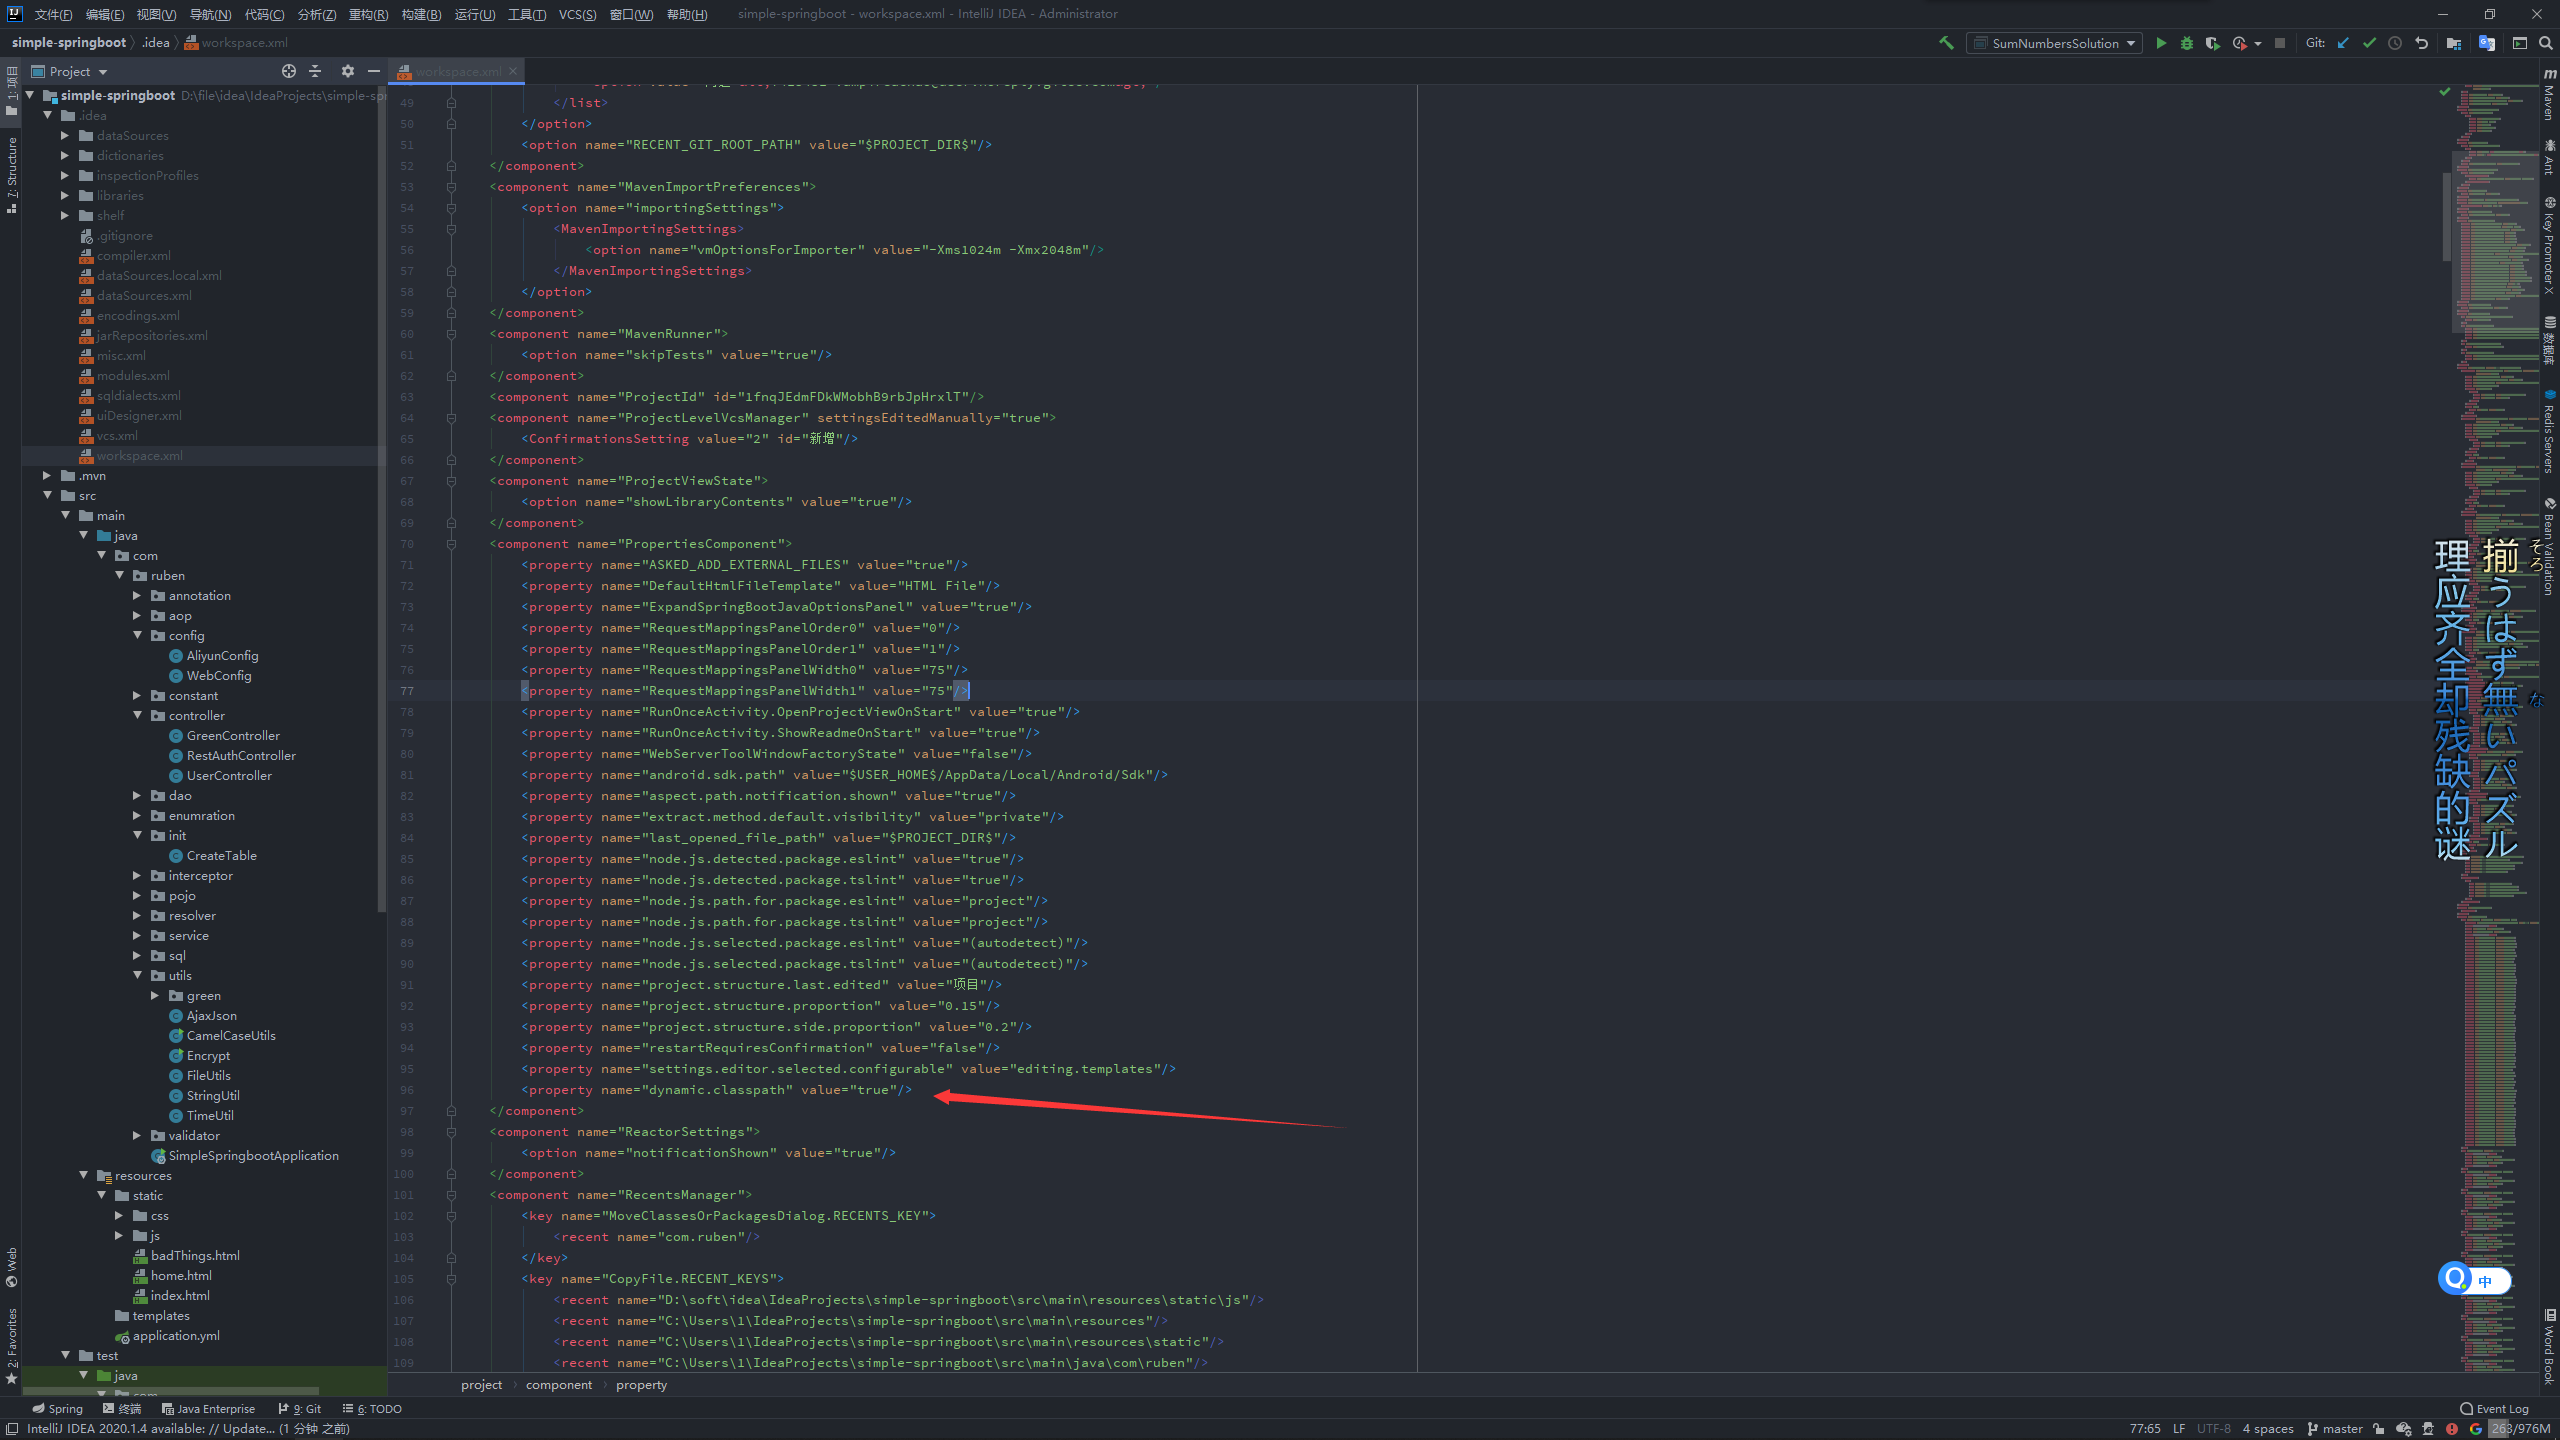 文件(F) 编辑(E) 视图(V) 导航(N) 代码(C) 分析(Z) 重构(R) 构建(B) 运行(U) 工具(T) VCS(S) 窗口(W) 帮助(H) simple-springboot - workspace.xml - IntelliJ IDEA - Administrator
simple-springboot .idea workspace.xml
SumNumbersSolution Git:
Project
workspace.xml
simple-springboot D:\file\idea\IdeaProjects\simple-spr
.idea
dataSources
dictionaries
inspectionProfiles
libraries
shelf
.gitignore
compiler.xml
dataSources.local.xml
dataSources.xml
encodings.xml
jarRepositories.xml
misc.xml
modules.xml
sqldialects.xml
uiDesigner.xml
vcs.xml
workspace.xml
.mvn
src
main
java
com
ruben
annotation
aop
config
AliyunConfig
WebConfig
constant
controller
GreenController
RestAuthController
UserController
dao
enumration
init
CreateTable
interceptor
pojo
resolver
service
sql
utils
green
AjaxJson
CamelCaseUtils
Encrypt
FileUtils
StringUtil
TimeUtil
validator
SimpleSpringbootApplication
resources
static
css
js
badThings.html
home.html
index.html
templates
application.yml
test
java
com
1: 项目
7: Structure
Web
2: Favorites
49 </list>
50 </option>
51 <option name="RECENT_GIT_ROOT_PATH" value="$PROJECT_DIR$"/>
52 </component>
53 <component name="MavenImportPreferences">
54 <option name="importingSettings">
55 <MavenImportingSettings>
56 <option name="vmOptionsForImporter" value="-Xms1024m -Xmx2048m"/>
57 </MavenImportingSettings>
58 </option>
59 </component>
60 <component name="MavenRunner">
61 <option name="skipTests" value="true"/>
62 </component>
63 <component name="ProjectId" id="1fnqJEdmFDkWMobhB9rbJpHrxlT"/>
64 <component name="ProjectLevelVcsManager" settingsEditedManually="true">
65 <ConfirmationsSetting value="2" id="新增"/>
66 </component>
67 <component name="ProjectViewState">
68 <option name="showLibraryContents" value="true"/>
69 </component>
70 <component name="PropertiesComponent">
71 <property name="ASKED_ADD_EXTERNAL_FILES" value="true"/>
72 <property name="DefaultHtmlFileTemplate" value="HTML File"/>
73 <property name="ExpandSpringBootJavaOptionsPanel" value="true"/>
74 <property name="RequestMappingsPanelOrder0" value="0"/>
75 <property name="RequestMappingsPanelOrder1" value="1"/>
76 <property name="RequestMappingsPanelWidth0" value="75"/>
77 <property name="RequestMappingsPanelWidth1" value="75"/>
78 <property name="RunOnceActivity.OpenProjectViewOnStart" value="true"/>
79 <property name="RunOnceActivity.ShowReadmeOnStart" value="true"/>
80 <property name="WebServerToolWindowFactoryState" value="false"/>
81 <property name="android.sdk.path" value="$USER_HOME$/AppData/Local/Android/Sdk"/>
82 <property name="aspect.path.notification.shown" value="true"/>
83 <property name="extract.method.default.visibility" value="private"/>
84 <property name="last_opened_file_path" value="$PROJECT_DIR$"/>
85 <property name="node.js.detected.package.eslint" value="true"/>
86 <property name="node.js.detected.package.tslint" value="true"/>
87 <property name="node.js.path.for.package.eslint" value="project"/>
88 <property name="node.js.path.for.package.tslint" value="project"/>
89 <property name="node.js.selected.package.eslint" value="(autodetect)"/>
90 <property name="node.js.selected.package.tslint" value="(autodetect)"/>
91 <property name="project.structure.last.edited" value="项目"/>
92 <property name="project.structure.proportion" value="0.15"/>
93 <property name="project.structure.side.proportion" value="0.2"/>
94 <property name="restartRequiresConfirmation" value="false"/>
95 <property name="settings.editor.selected.configurable" value="editing.templates"/>
96 <property name="dynamic.classpath" value="true"/>
97 </component>
98 <component name="ReactorSettings">
99 <option name="notificationShown" value="true"/>
100 </component>
101 <component name="RecentsManager">
102 <key name="MoveClassesOrPackagesDialog.RECENTS_KEY">
103 <recent name="com.ruben"/>
104 </key>
105 <key name="CopyFile.RECENT_KEYS">
106 <recent name="D:\soft\idea\IdeaProjects\simple-springboot\src\main\resources\static\js"/>
107 <recent name="C:\Users\1\IdeaProjects\simple-springboot\src\main\resources"/>
108 <recent name="C:\Users\1\IdeaProjects\simple-springboot\src\main\resources\static"/>
109 <recent name="C:\Users\1\IdeaProjects\simple-springboot\src\main\java\com\ruben"/>
project component property
Maven
Ant
Key Promoter X
数据库
Redis Servers
Bean Validation
Word Book
そろ な
揃うはず無いパズル
理应齐全却残缺的谜
中
Spring 终端 Java Enterprise 9: Git 6: TODO Event Log
IntelliJ IDEA 2020.1.4 available: // Update... (1 分钟 之前) 77:65 LF UTF-8 4 spaces master 263/976M